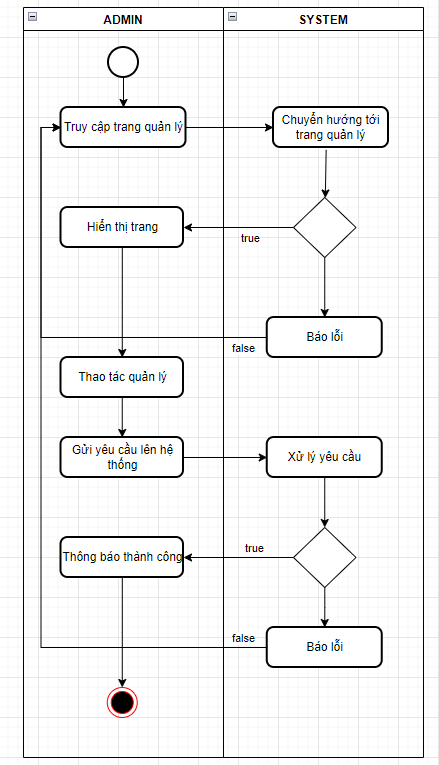 ADMIN
SYSTEM
Truy cập trang quản lý
Chuyển hướng tới
trang quản lý
Hiển thị trang
true
Báo lỗi
false
Thao tác quản lý
Gửi yêu cầu lên hệ
thống
Xử lý yêu cầu
Thông báo thành công
true
Báo lỗi
false